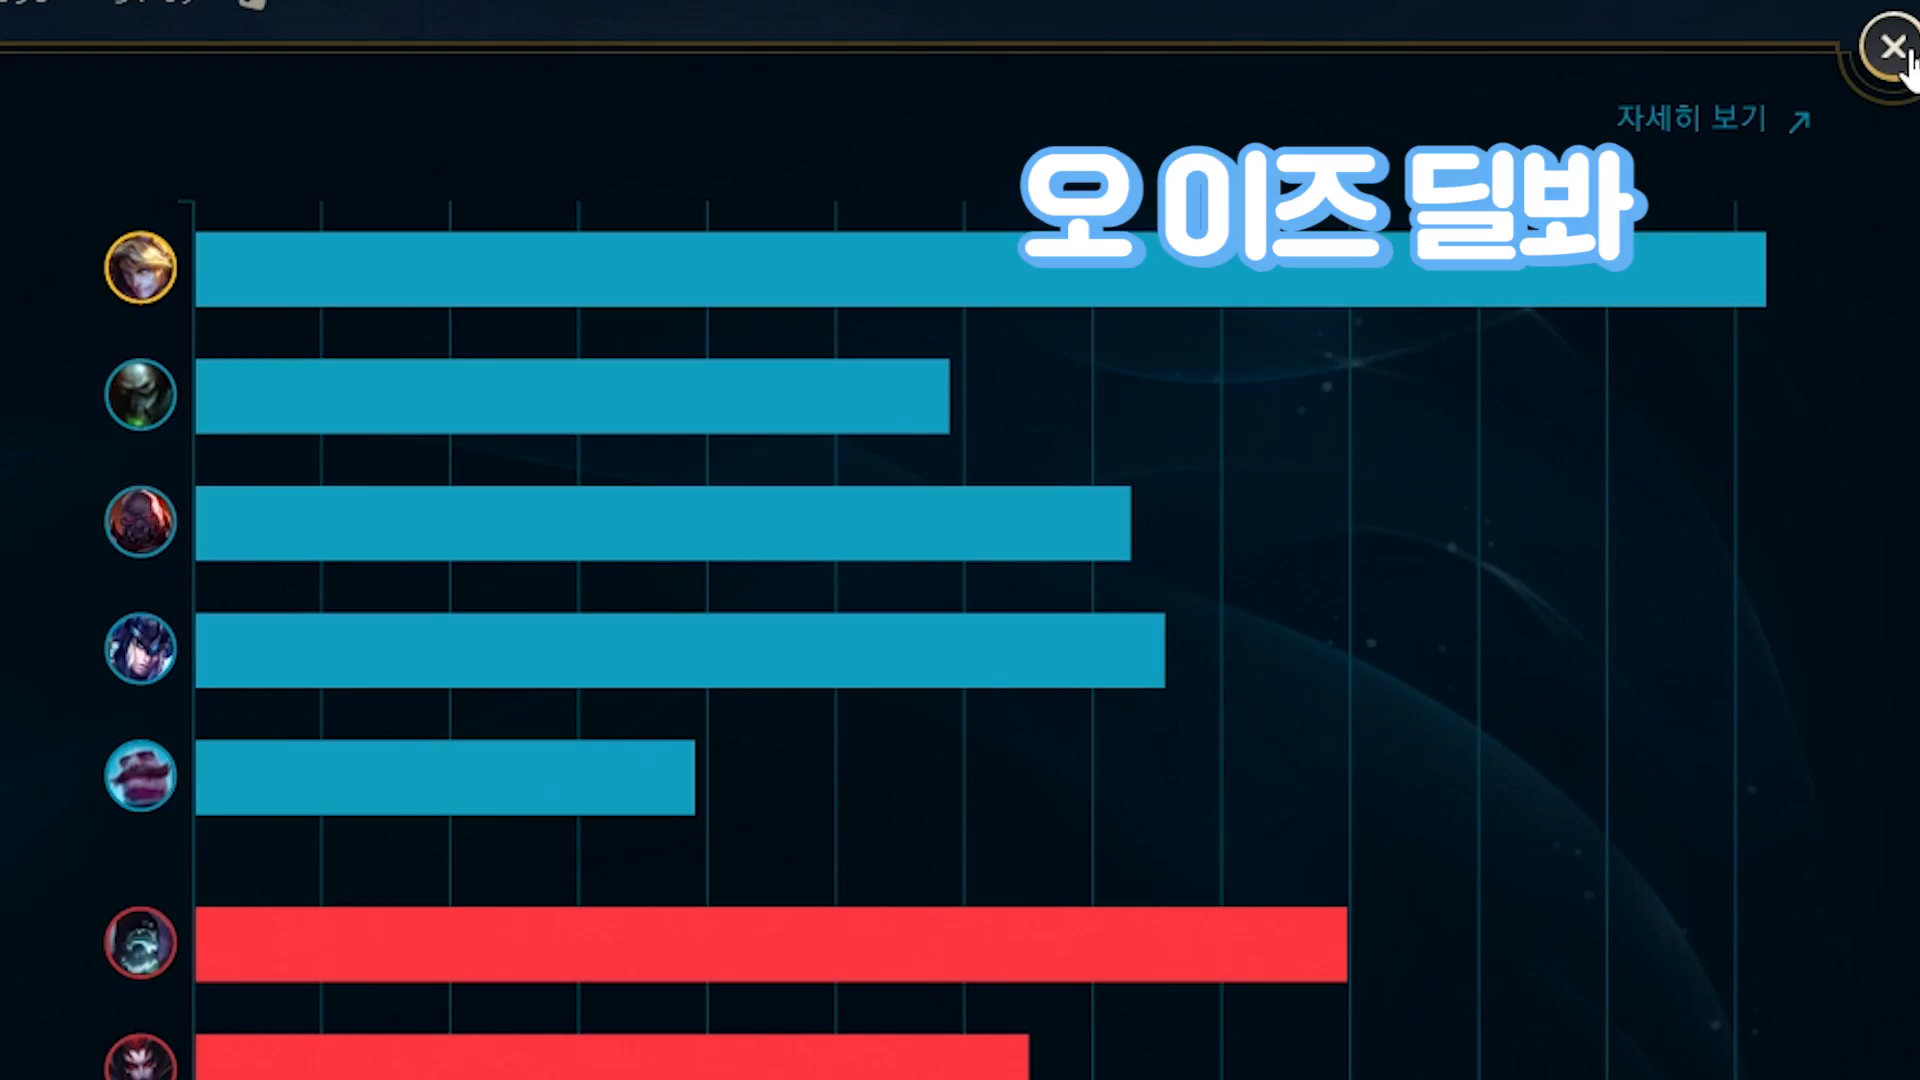 자세히 보기
오 이즈 딜봐